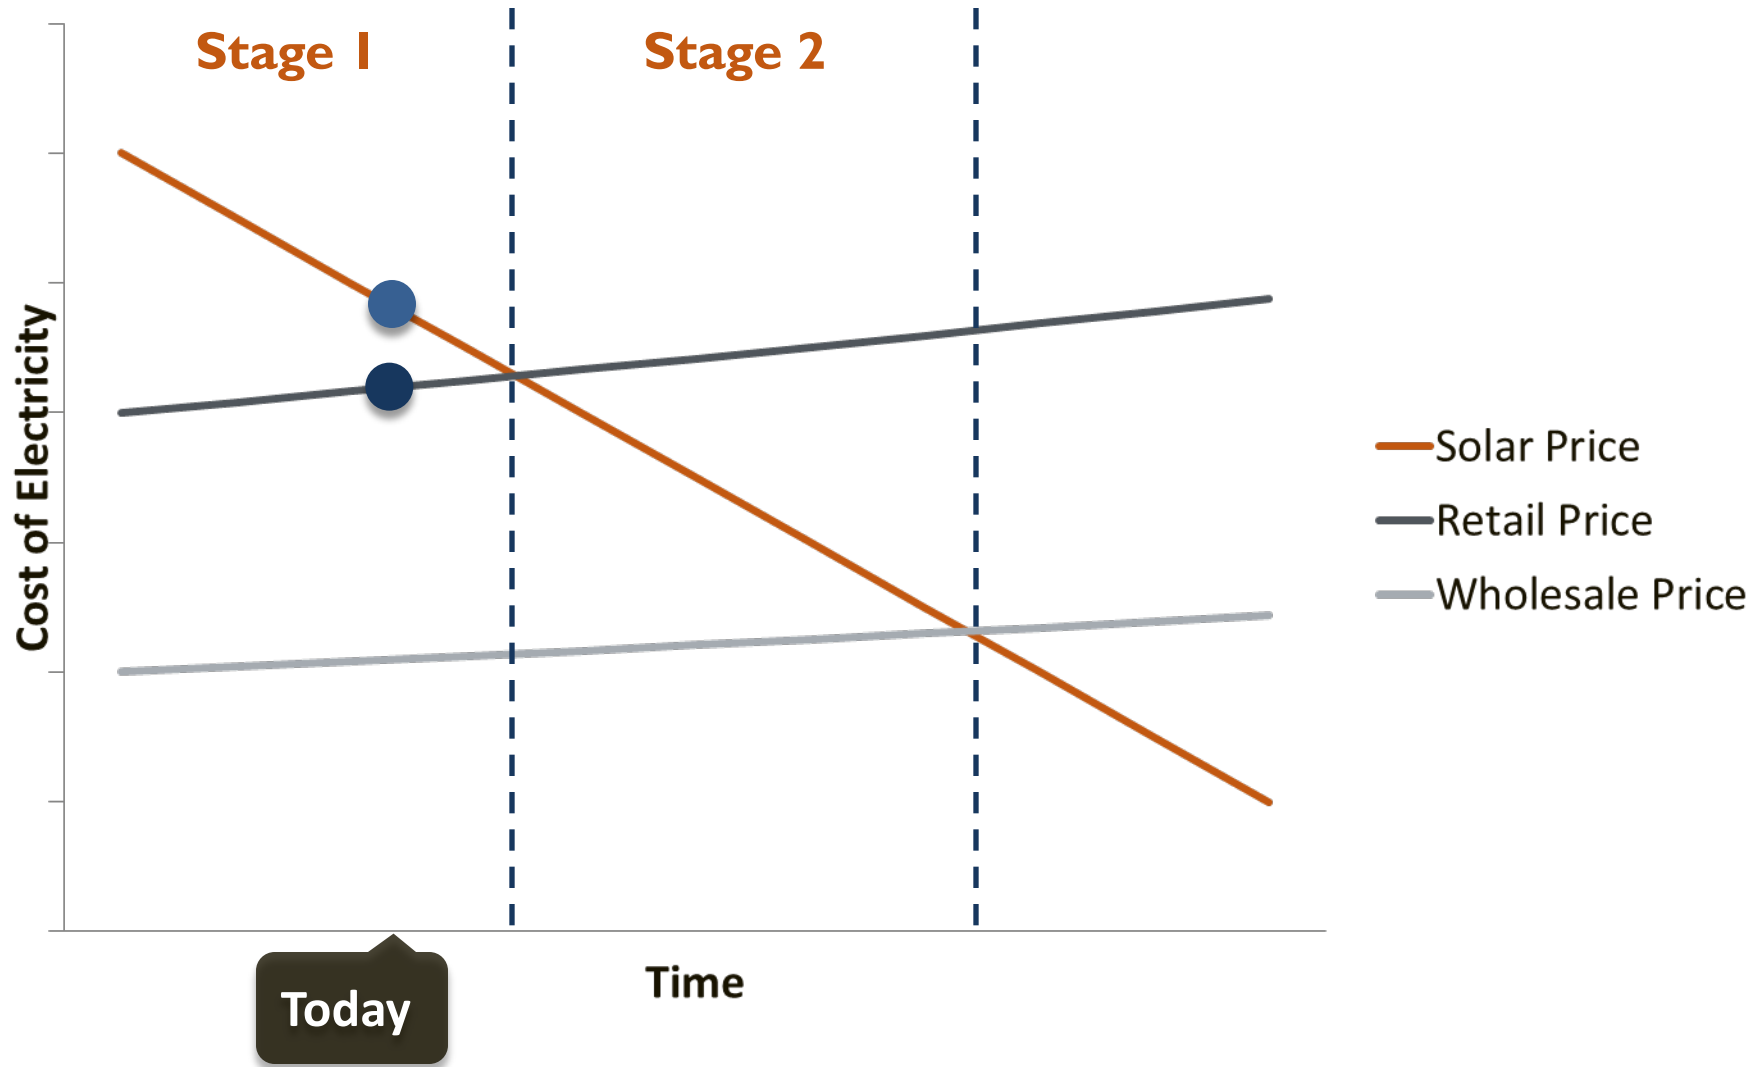 Stage 1
Stage 2
Cost of Electricity
Solar Price
Retail Price
Wholesale Price
Time
Today